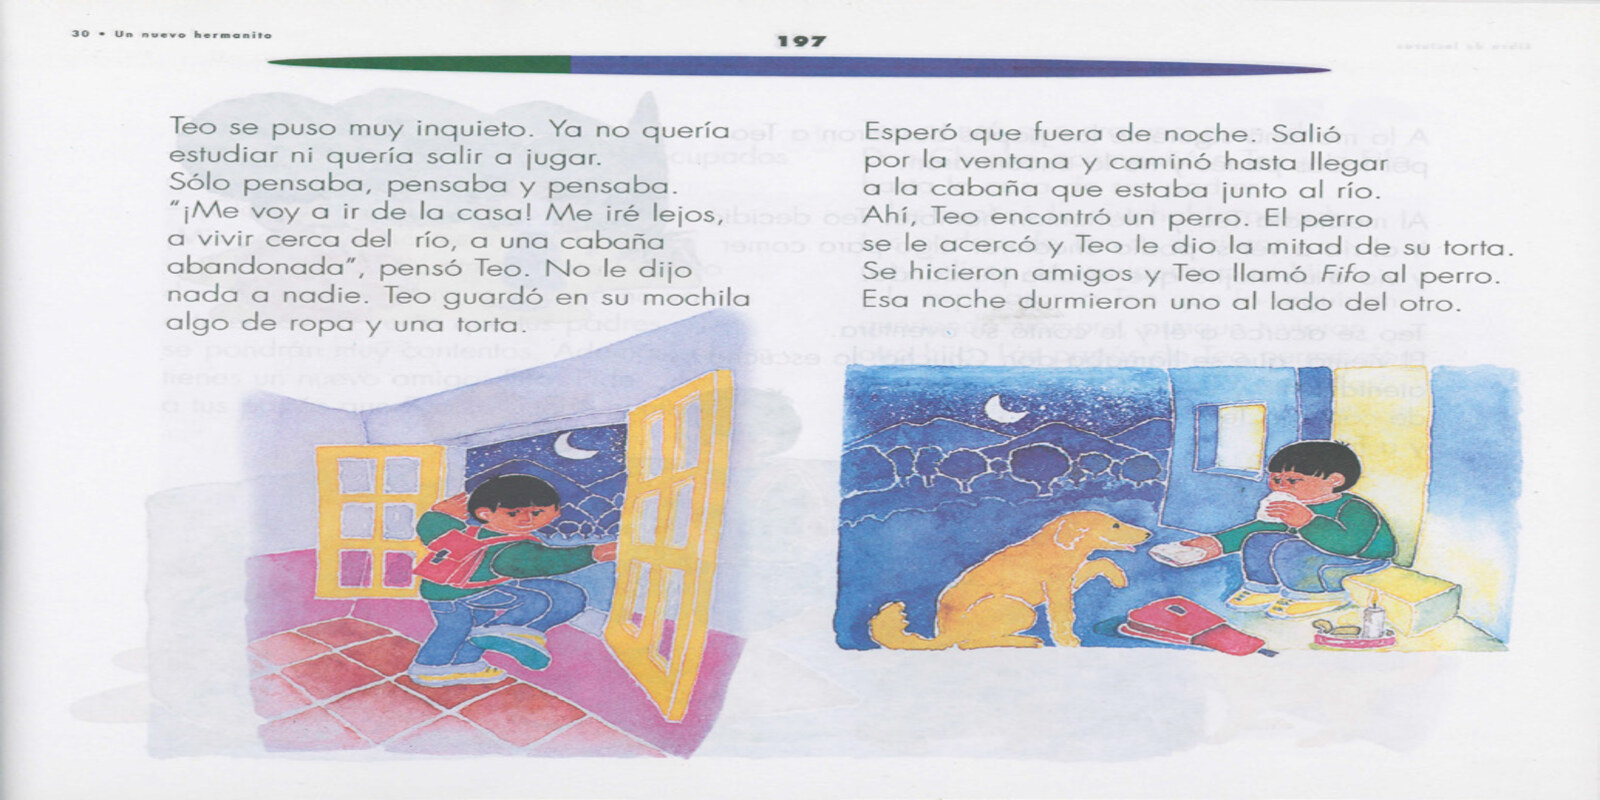 30 • Un nuevo hermanito
197
Teo se puso muy inquieto. Ya no quería
estudiar ni quería salir a jugar.
Sólo pensaba, pensaba y pensaba.
“¡Me voy a ir de la casa! Me iré lejos,
a vivir cerca del río, a una cabaña
abandonada”, pensó Teo. No le dijo
nada a nadie. Teo guardó en su mochila
algo de ropa y una torta.
Esperó que fuera de noche. Salió
por la ventana y caminó hasta llegar
a la cabaña que estaba junto al río.
Ahí, Teo encontró un perro. El perro
se le acercó y Teo le dio la mitad de su torta.
Se hicieron amigos y Teo llamó Fifo al perro.
Esa noche durmieron uno al lado del otro.